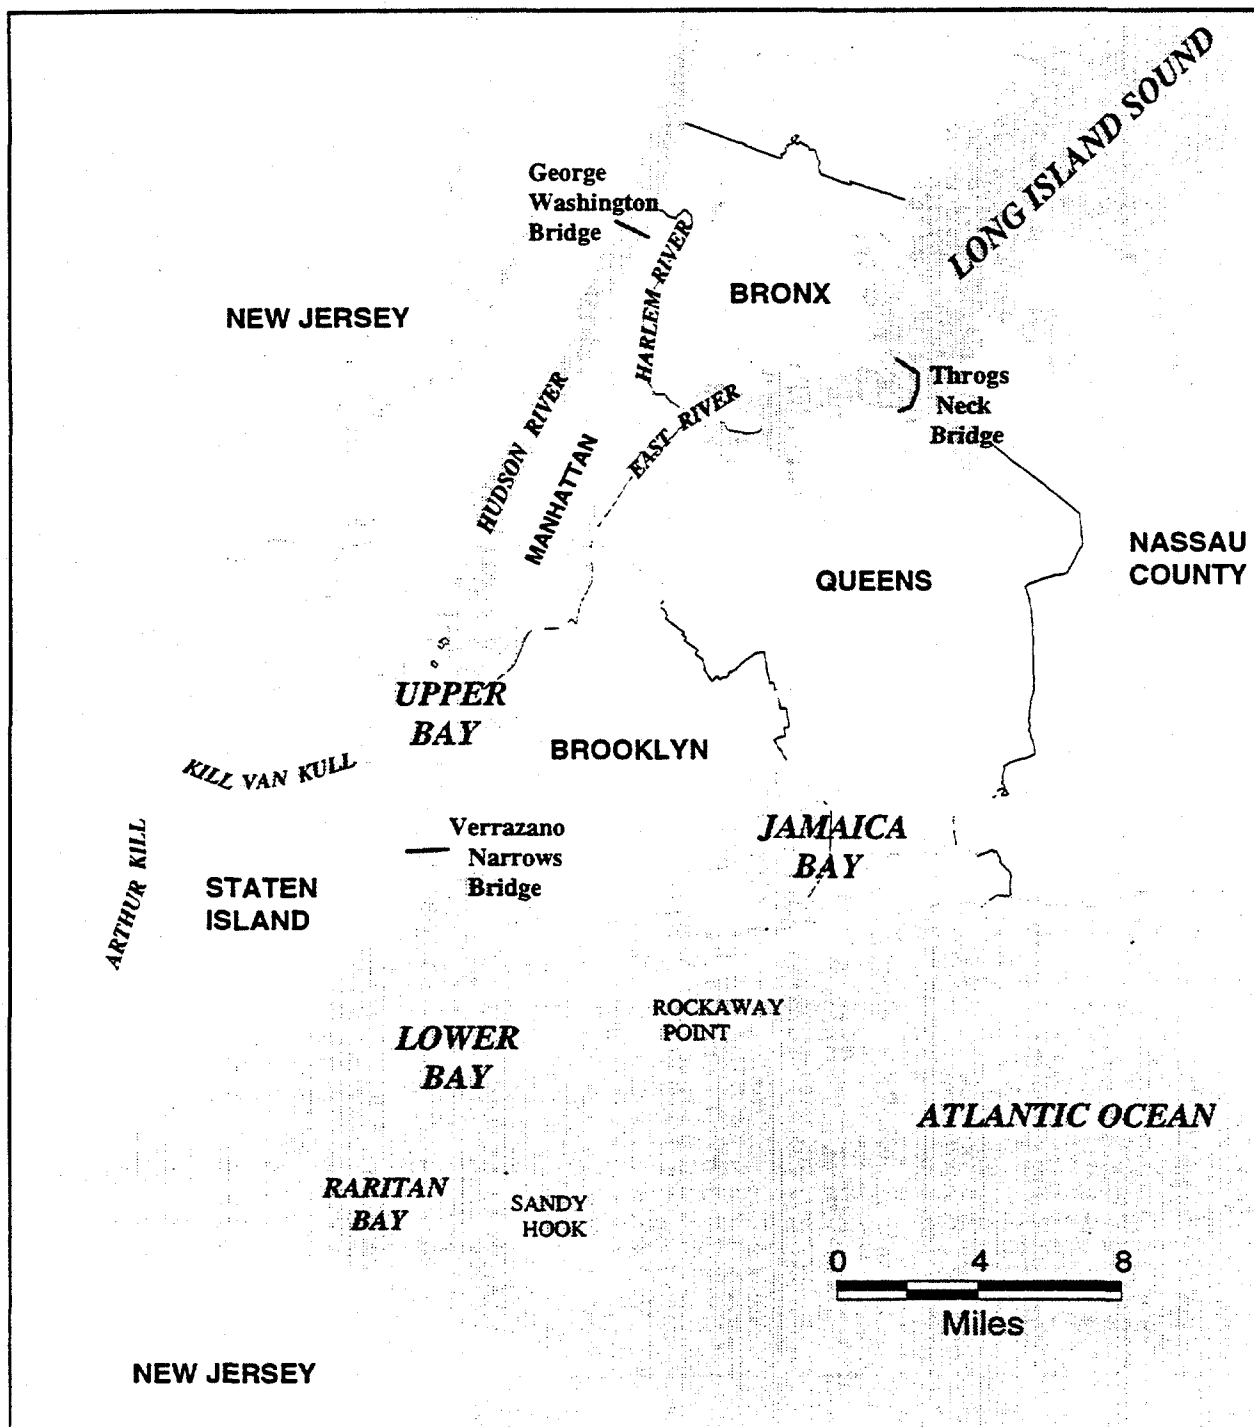 LONG ISLAND SOUND
George
Washington
Bridge
HARLEM RIVER
BRONX
NEW JERSEY
Throgs
Neck
Bridge
HUDSON RIVER
MANHATTAN
EAST RIVER
NASSAU
COUNTY
QUEENS
UPPER
BAY
BROOKLYN
KILL VAN KULL
ARTHUR KILL
Verrazano
Narrows
Bridge
JAMAICA
BAY
STATEN
ISLAND
ROCKAWAY
POINT
LOWER
BAY
ATLANTIC OCEAN
RARITAN
BAY
SANDY
HOOK
0 4 8
Miles
NEW JERSEY